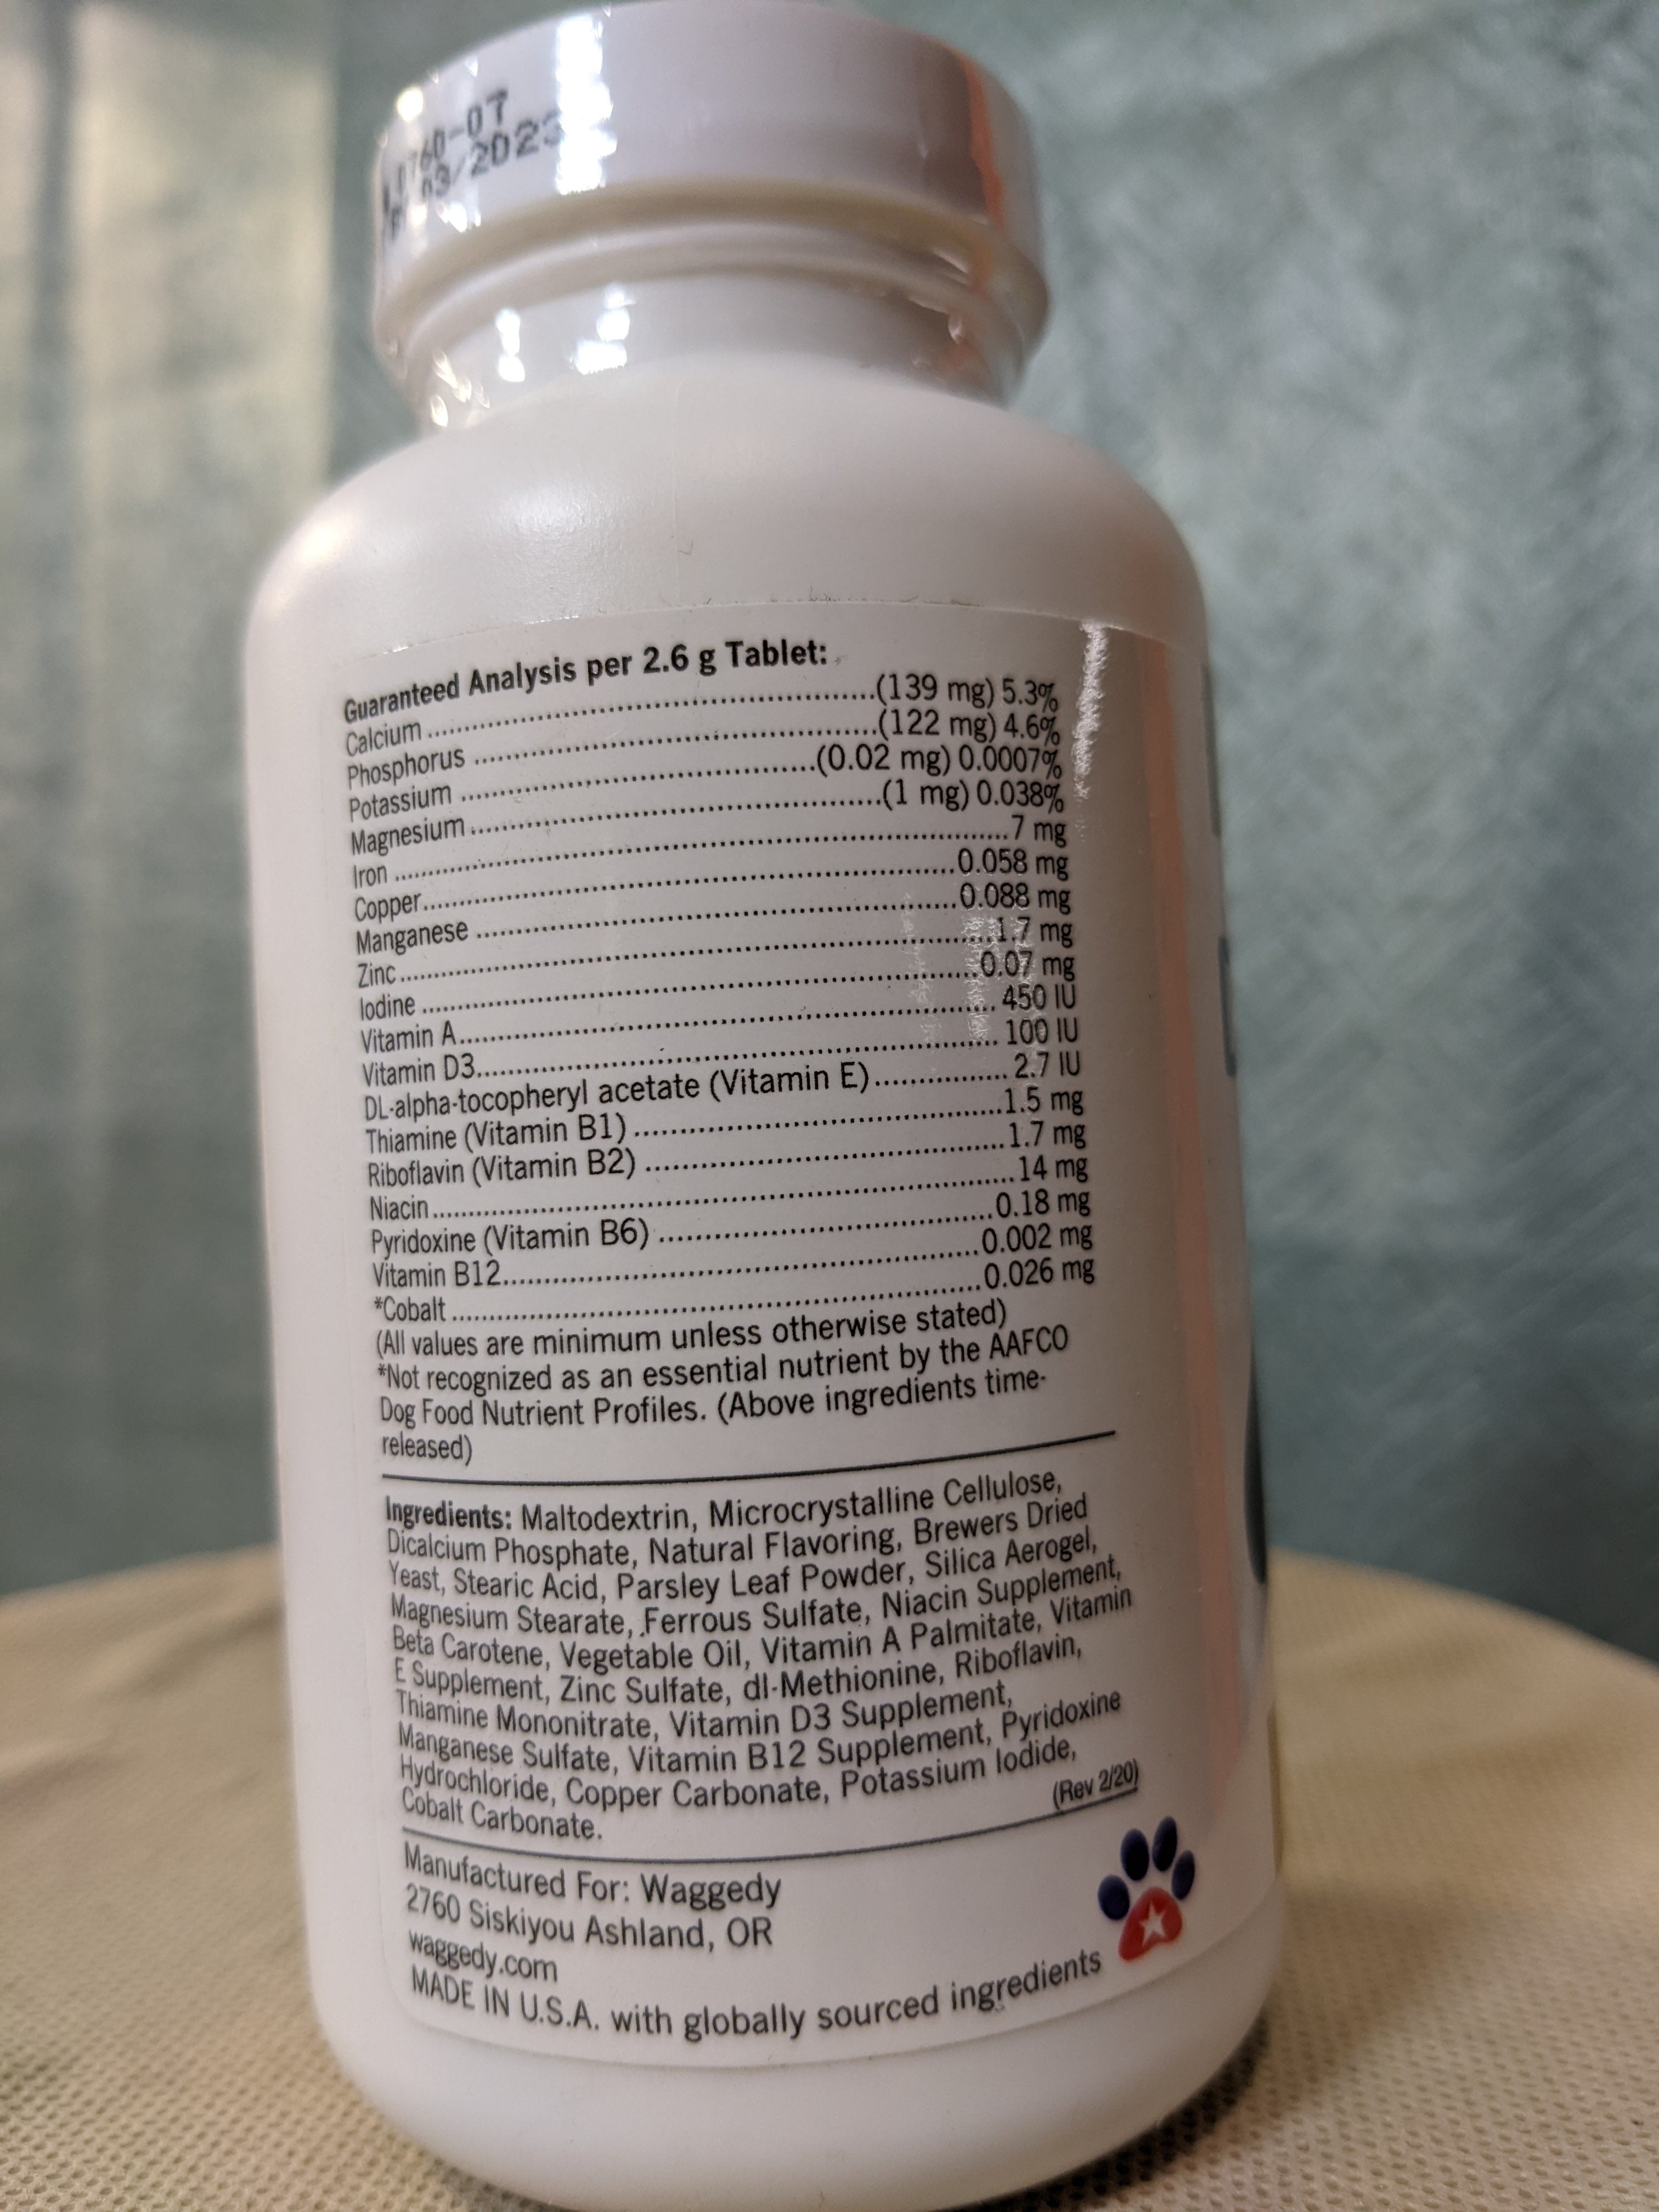 760-07
03/2023
Guaranteed Analysis per 2.6 g Tablet:
Calcium ........ (139 mg) 5.3%
Phosphorus ........ (122 mg) 4.6%
Potassium ........ (0.02 mg) 0.0007%
Magnesium ........ (1 mg) 0.038%
Iron ........ 7 mg
Copper ........ 0.058 mg
Manganese ........ 0.088 mg
Zinc ........ 1.7 mg
Iodine ........ 0.07 mg
Vitamin A ........ 450 IU
Vitamin D3 ........ 100 IU
DL-alpha-tocopheryl acetate (Vitamin E) ........ 2.7 IU
Thiamine (Vitamin B1) ........ 1.5 mg
Riboflavin (Vitamin B2) ........ 1.7 mg
Niacin ........ 14 mg
Pyridoxine (Vitamin B6) ........ 0.18 mg
Vitamin B12 ........ 0.002 mg
*Cobalt ........ 0.026 mg
(All values are minimum unless otherwise stated)
*Not recognized as an essential nutrient by the AAFCO
Dog Food Nutrient Profiles. (Above ingredients time-
released)
Ingredients: Maltodextrin, Microcrystalline Cellulose,
Dicalcium Phosphate, Natural Flavoring, Brewers Dried
Yeast, Stearic Acid, Parsley Leaf Powder, Silica Aerogel,
Magnesium Stearate, Ferrous Sulfate, Niacin Supplement,
Beta Carotene, Vegetable Oil, Vitamin A Palmitate, Vitamin
E Supplement, Zinc Sulfate, dl-Methionine, Riboflavin,
Thiamine Mononitrate, Vitamin D3 Supplement,
Manganese Sulfate, Vitamin B12 Supplement, Pyridoxine
Hydrochloride, Copper Carbonate, Potassium Iodide,
Cobalt Carbonate.
(Rev 2/20)
Manufactured For: Waggedy
2760 Siskiyou Ashland, OR
waggedy.com
MADE IN U.S.A. with globally sourced ingredients